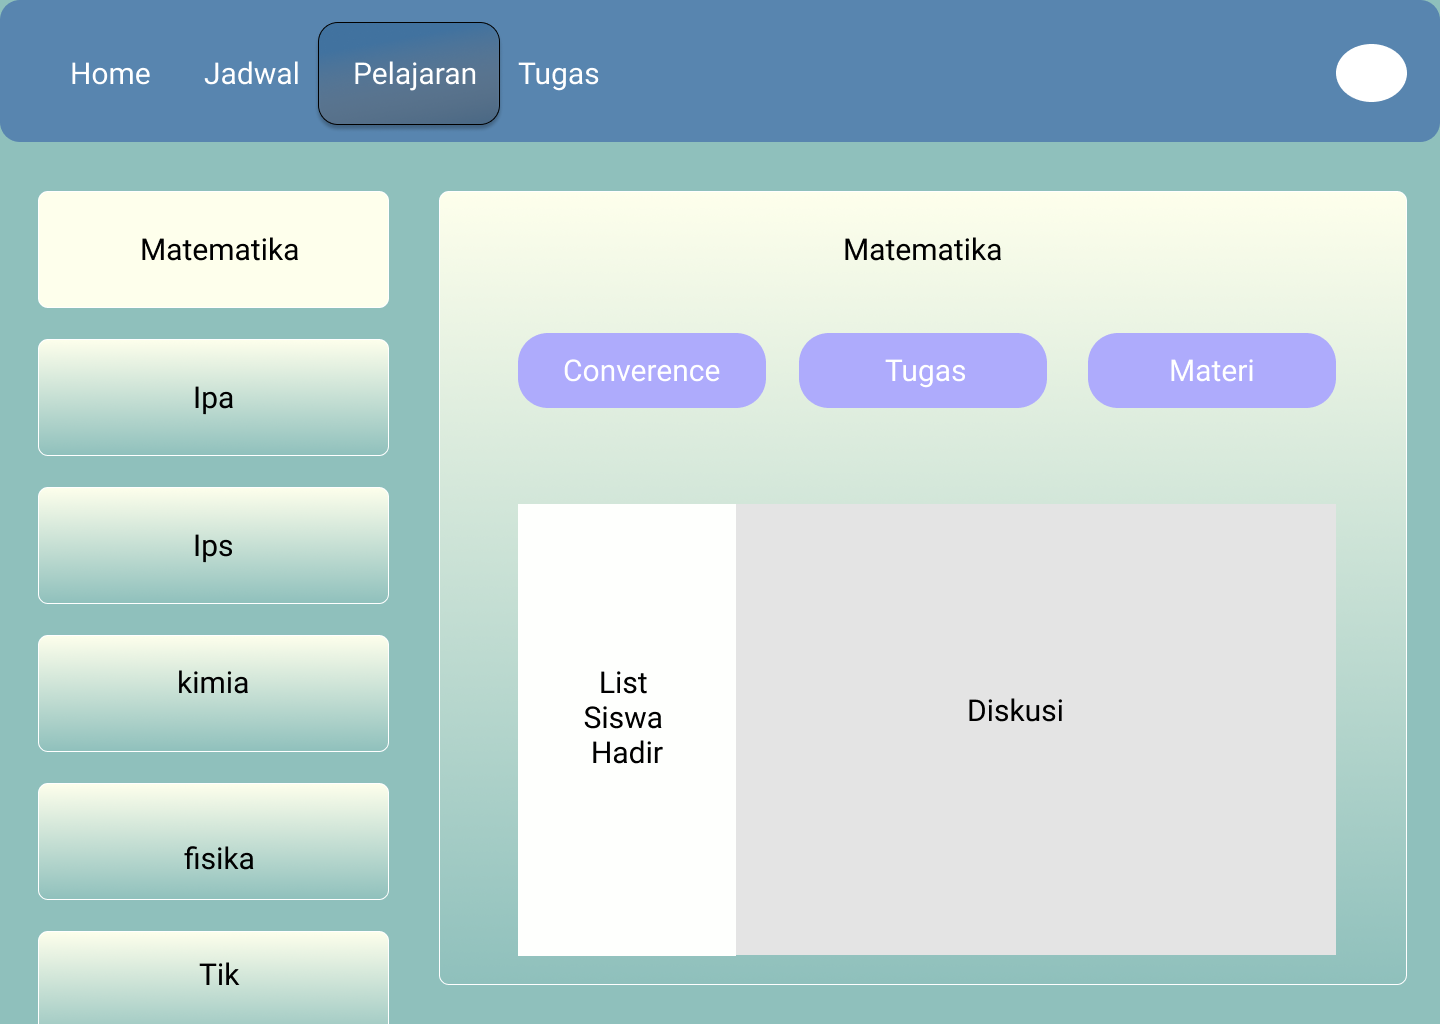 Home
Jadwal
Pelajaran
Tugas
Matematika
Ipa
Ips
kimia
fisika
Tik
Matematika
Converence
Tugas
Materi
List
Siswa
Hadir
Diskusi